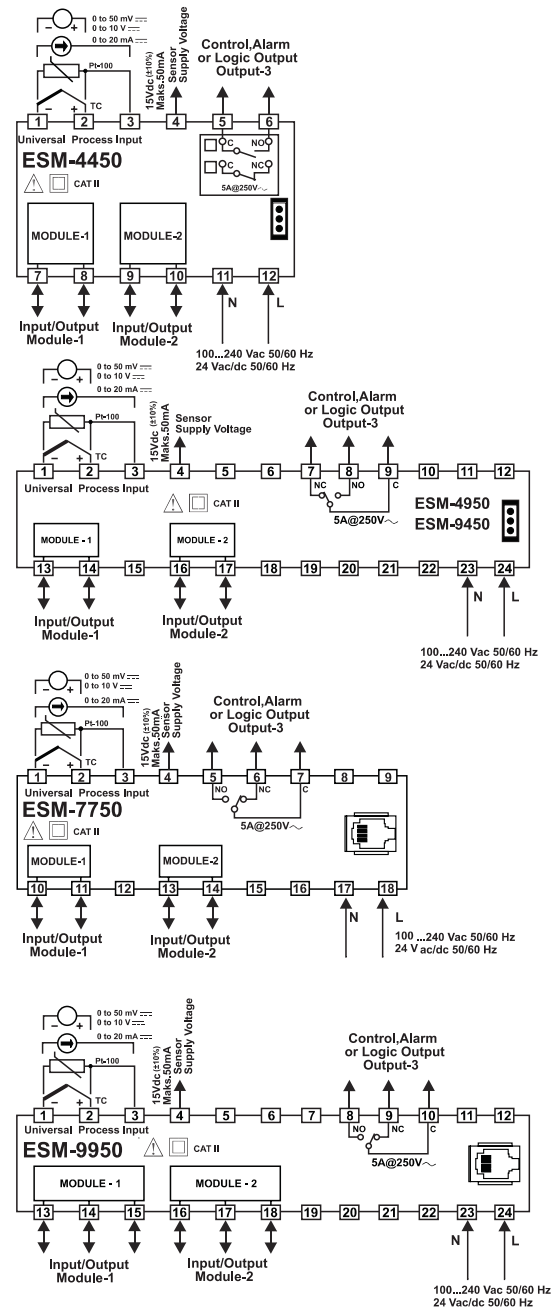 0 to 50 mV
0 to 10 V
0 to 20 mA
− +
Pt-100
− + TC
15Vdc (±10%)
Maks.50mA
Sensor
Supply Voltage
Control,Alarm
or Logic Output
Output-3
1 2 3 4 5 6
Universal Process Input
C NO
C NC
5A@250V
ESM-4450
CAT II
MODULE-1 MODULE-2
7 8 9 10 11 12
Input/Output
Module-1
Input/Output
Module-2
N L
100...240 Vac 50/60 Hz
24 Vac/dc 50/60 Hz
0 to 50 mV
0 to 10 V
0 to 20 mA
− +
Pt-100
− + TC
15Vdc (±10%)
Maks.50mA
Sensor
Supply Voltage
Control,Alarm
or Logic Output
Output-3
1 2 3 4 5 6 7 8 9 10 11 12
Universal Process Input
NC NO C
5A@250V
CAT II
ESM-4950
ESM-9450
MODULE - 1 MODULE - 2
13 14 15 16 17 18 19 20 21 22 23 24
Input/Output
Module-1
Input/Output
Module-2
N L
100...240 Vac 50/60 Hz
24 Vac/dc 50/60 Hz
0 to 50 mV
0 to 10 V
0 to 20 mA
− +
Pt-100
− + TC
15Vdc (±10%)
Maks.50mA
Sensor
Supply Voltage
Control,Alarm
or Logic Output
Output-3
1 2 3 4 5 6 7 8 9
Universal Process Input
NO NC C
5A@250V
ESM-7750
CAT II
MODULE-1 MODULE-2
10 11 12 13 14 15 16 17 18
Input/Output
Module-1
Input/Output
Module-2
N L
100 ...240 Vac 50/60 Hz
24 V ac/dc 50/60 Hz
0 to 50 mV
0 to 10 V
0 to 20 mA
− +
Pt-100
− + TC
15Vdc (±10%)
Maks.50mA
Sensor
Supply Voltage
Control,Alarm
or Logic Output
Output-3
1 2 3 4 5 6 7 8 9 10 11 12
Universal Process Input
NO NC C
5A@250V
ESM-9950
CAT II
MODULE - 1 MODULE - 2
13 14 15 16 17 18 19 20 21 22 23 24
Input/Output
Module-1
Input/Output
Module-2
N L
100...240 Vac 50/60 Hz
24 Vac/dc 50/60 Hz